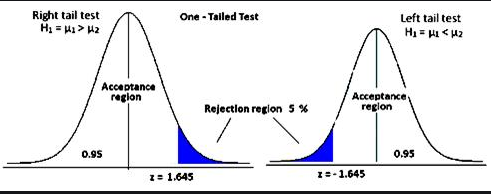 Right tail test
H₁ = µ₁ > µ₂
One - Tailed Test
Left tail test
H₁ = µ₁ < µ₂
Acceptance
region
Rejection region 5 %
Acceptance
region
0.95
0.95
z = 1.645
z = - 1.645